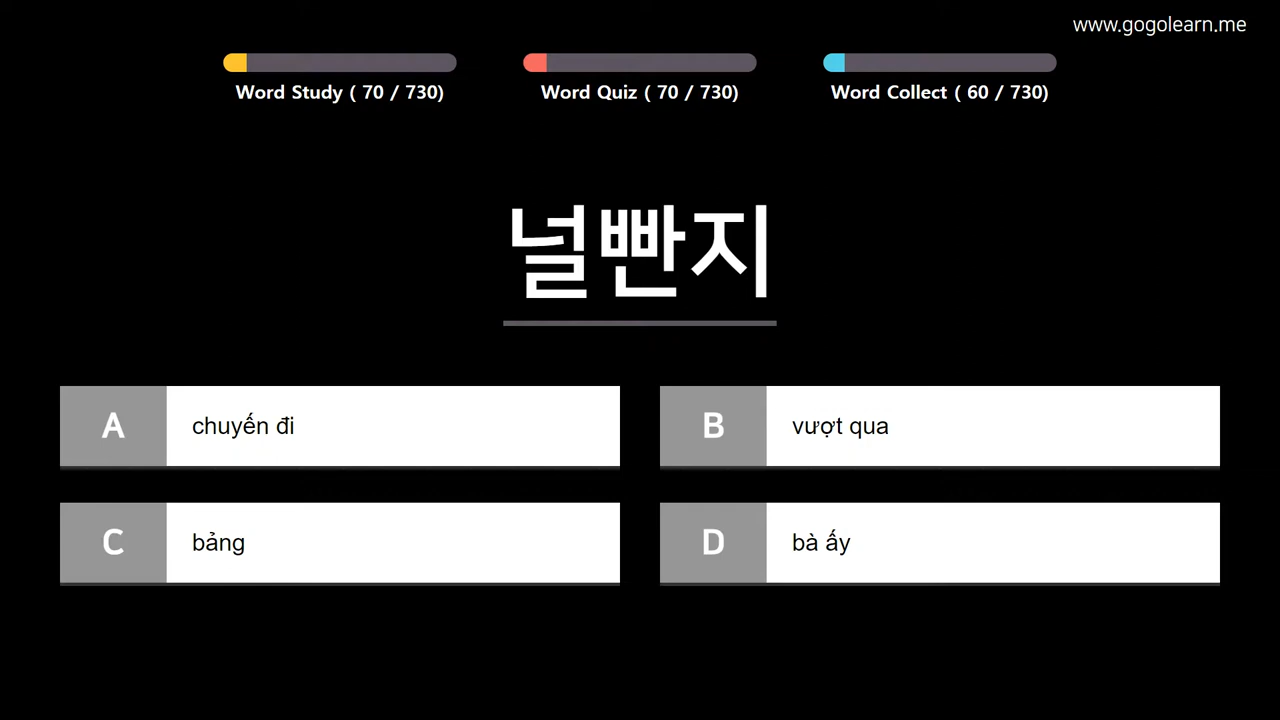 www.gogolearn.me
Word Study ( 70 / 730)
Word Quiz ( 70 / 730)
Word Collect ( 60 / 730)
널빤지
A chuyến đi
B vượt qua
C bảng
D bà ấy